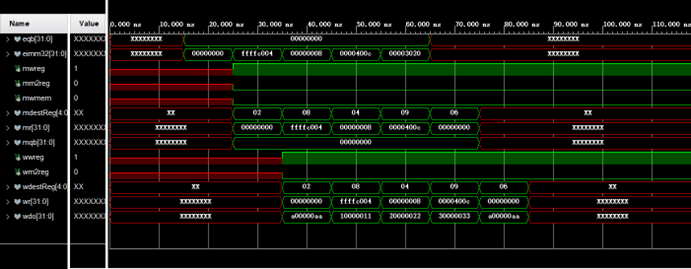 Name Value 0.000 ns 10.000 ns 20.000 ns 30.000 ns 40.000 ns 50.000 ns 60.000 ns 70.000 ns 80.000 ns 90.000 ns 100.000 ns 110.000
eqb[31:0] XXXXXXX XXXXXXXX 00000000 XXXXXXXX
eimm32[31:0] XXXXXXX XXXXXXXX 00000000 ffffc004 00000008 0000400c 00003020 XXXXXXXX
mwreg 1
mm2reg 0
mwmem 0
mdestReg[4:0 XX XX 02 08 04 09 06 XX
mr[31:0] XXXXXXX XXXXXXXX 00000000 ffffc004 00000008 0000400c 00000000 XXXXXXXX
mqb[31:0] XXXXXXX XXXXXXXX 00000000 XXXXXXXX
wwreg 1
wm2reg 0
wdestReg[4:0 XX XX 02 08 04 09 06 XX
wr[31:0] XXXXXXX XXXXXXXX 00000000 ffffc004 00000008 0000400c 00000000 XXXXXXXX
wdo[31:0] XXXXXXX XXXXXXXX a00000aa 10000011 20000022 30000033 a00000aa XXXXXXXX